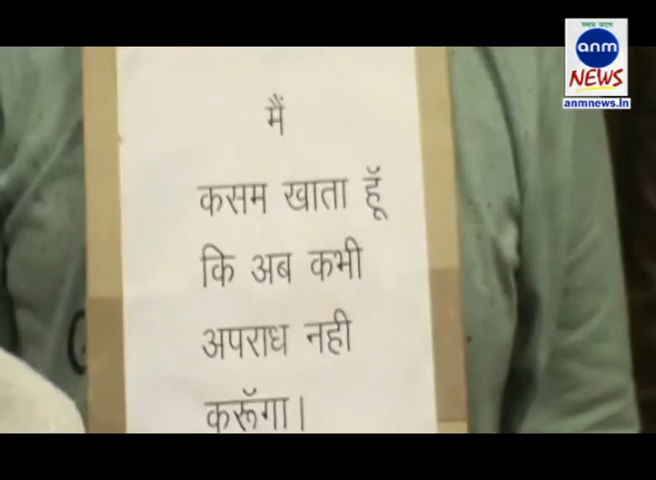 anm
NEWS
anmnews.in
मैं
कसम खाता हूॅं
कि अब कभी
अपराध नही
करूॅंगा।